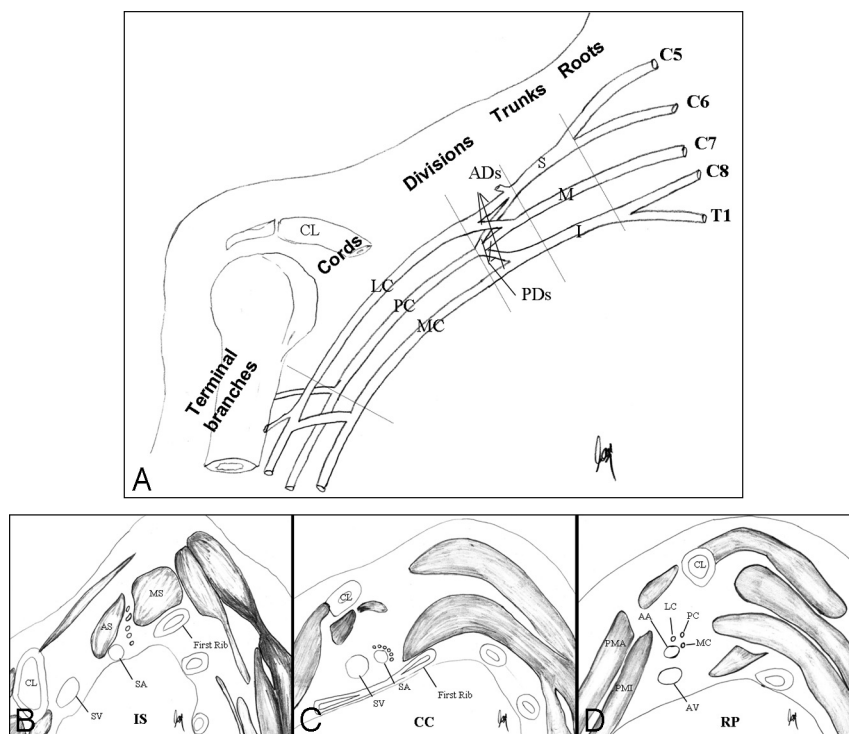 C5
Roots
C6
Trunks
C7
S
Divisions
ADs
C8
M
T1
CL
I
Cords
LC
PDs
PC
MC
Terminal
branches
A
MS
AS
First Rib
SA
CL
SV
B
IS
CL
SV
SA
First Rib
C
CC
CL
LC
PC
AA
MC
PMA
PMI
AV
D
RP